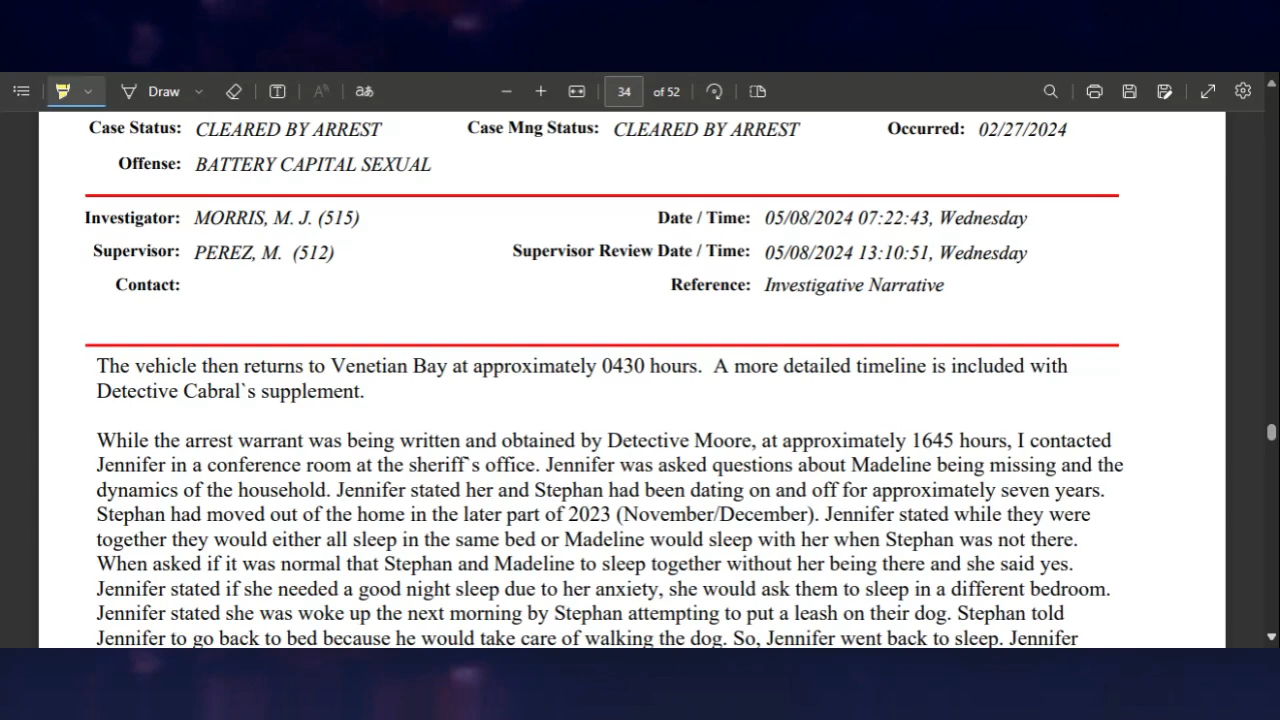 Draw
34 of 52
Case Status: CLEARED BY ARREST Case Mng Status: CLEARED BY ARREST Occurred: 02/27/2024
Offense: BATTERY CAPITAL SEXUAL
Investigator: MORRIS, M. J. (515) Date / Time: 05/08/2024 07:22:43, Wednesday
Supervisor: PEREZ, M. (512) Supervisor Review Date / Time: 05/08/2024 13:10:51, Wednesday
Contact: Reference: Investigative Narrative
The vehicle then returns to Venetian Bay at approximately 0430 hours. A more detailed timeline is included with
Detective Cabral`s supplement.
While the arrest warrant was being written and obtained by Detective Moore, at approximately 1645 hours, I contacted
Jennifer in a conference room at the sheriff`s office. Jennifer was asked questions about Madeline being missing and the
dynamics of the household. Jennifer stated her and Stephan had been dating on and off for approximately seven years.
Stephan had moved out of the home in the later part of 2023 (November/December). Jennifer stated while they were
together they would either all sleep in the same bed or Madeline would sleep with her when Stephan was not there.
When asked if it was normal that Stephan and Madeline to sleep together without her being there and she said yes.
Jennifer stated if she needed a good night sleep due to her anxiety, she would ask them to sleep in a different bedroom.
Jennifer stated she was woke up the next morning by Stephan attempting to put a leash on their dog. Stephan told
Jennifer to go back to bed because he would take care of walking the dog. So, Jennifer went back to sleep. Jennifer